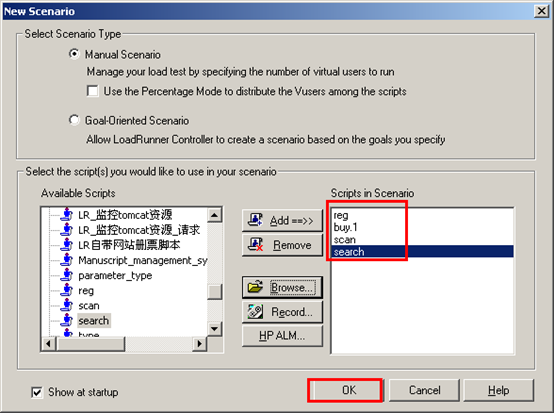 New Scenario
Select Scenario Type
Manual Scenario
Manage your load test by specifying the number of virtual users to run
Use the Percentage Mode to distribute the Vusers among the scripts
Goal-Oriented Scenario
Allow LoadRunner Controller to create a scenario based on the goals you specify
Select the script(s) you would like to use in your scenario
Available Scripts
LR_监控tomcat资源
LR_监控tomcat资源_请求
LR自带网站删票脚本
Manuscript_management_sy
parameter_type
reg
scan
search
type
Add ==>>
Remove
Browse...
Record...
HP ALM...
Scripts in Scenario
reg
buy.1
scan
search
Show at startup
OK
Cancel
Help